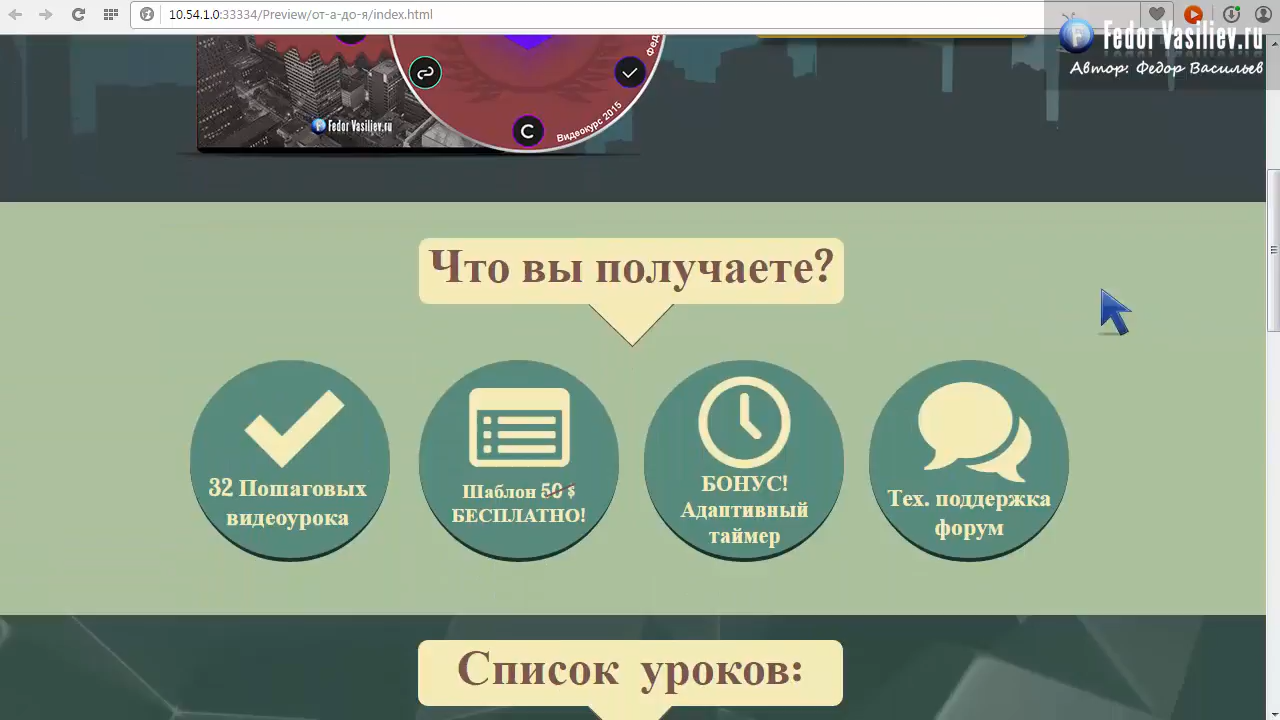 10.54.1.0:33334/Preview/от-а-до-я/index.html
Fedor Vasiliev.ru
Автор: Федор Васильев
Фед
Видеокурс 2015
Fedor Vasiliev.ru
C
Что вы получаете?
32 Пошаговых
видеоурока
Шаблон 50 $
БЕСПЛАТНО!
БОНУС!
Адаптивный
таймер
Тех. поддержка
форум
Список уроков: